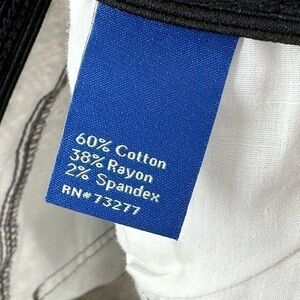 60% Cotton
38% Rayon
2% Spandex
RN# 73277